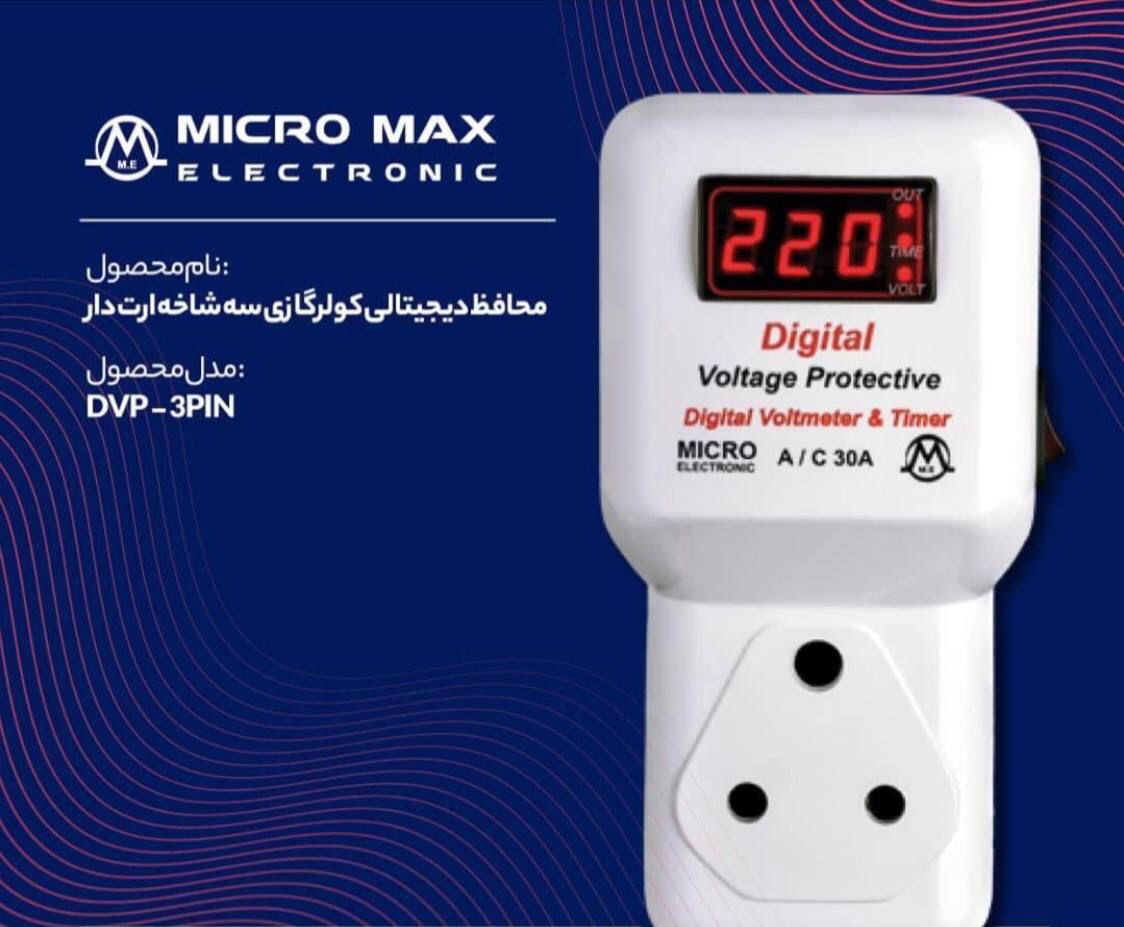 MICRO MAX
ELECTRONIC
M.E
نام محصول:
محافظ دیجیتالی کولر گازی سه شاخه ارت دار
مدل محصول:
DVP - 3PIN
OUT
220
TIME
VOLT
Digital
Voltage Protective
Digital Voltmeter & Timer
MICRO
ELECTRONIC
A / C 30A
M.E